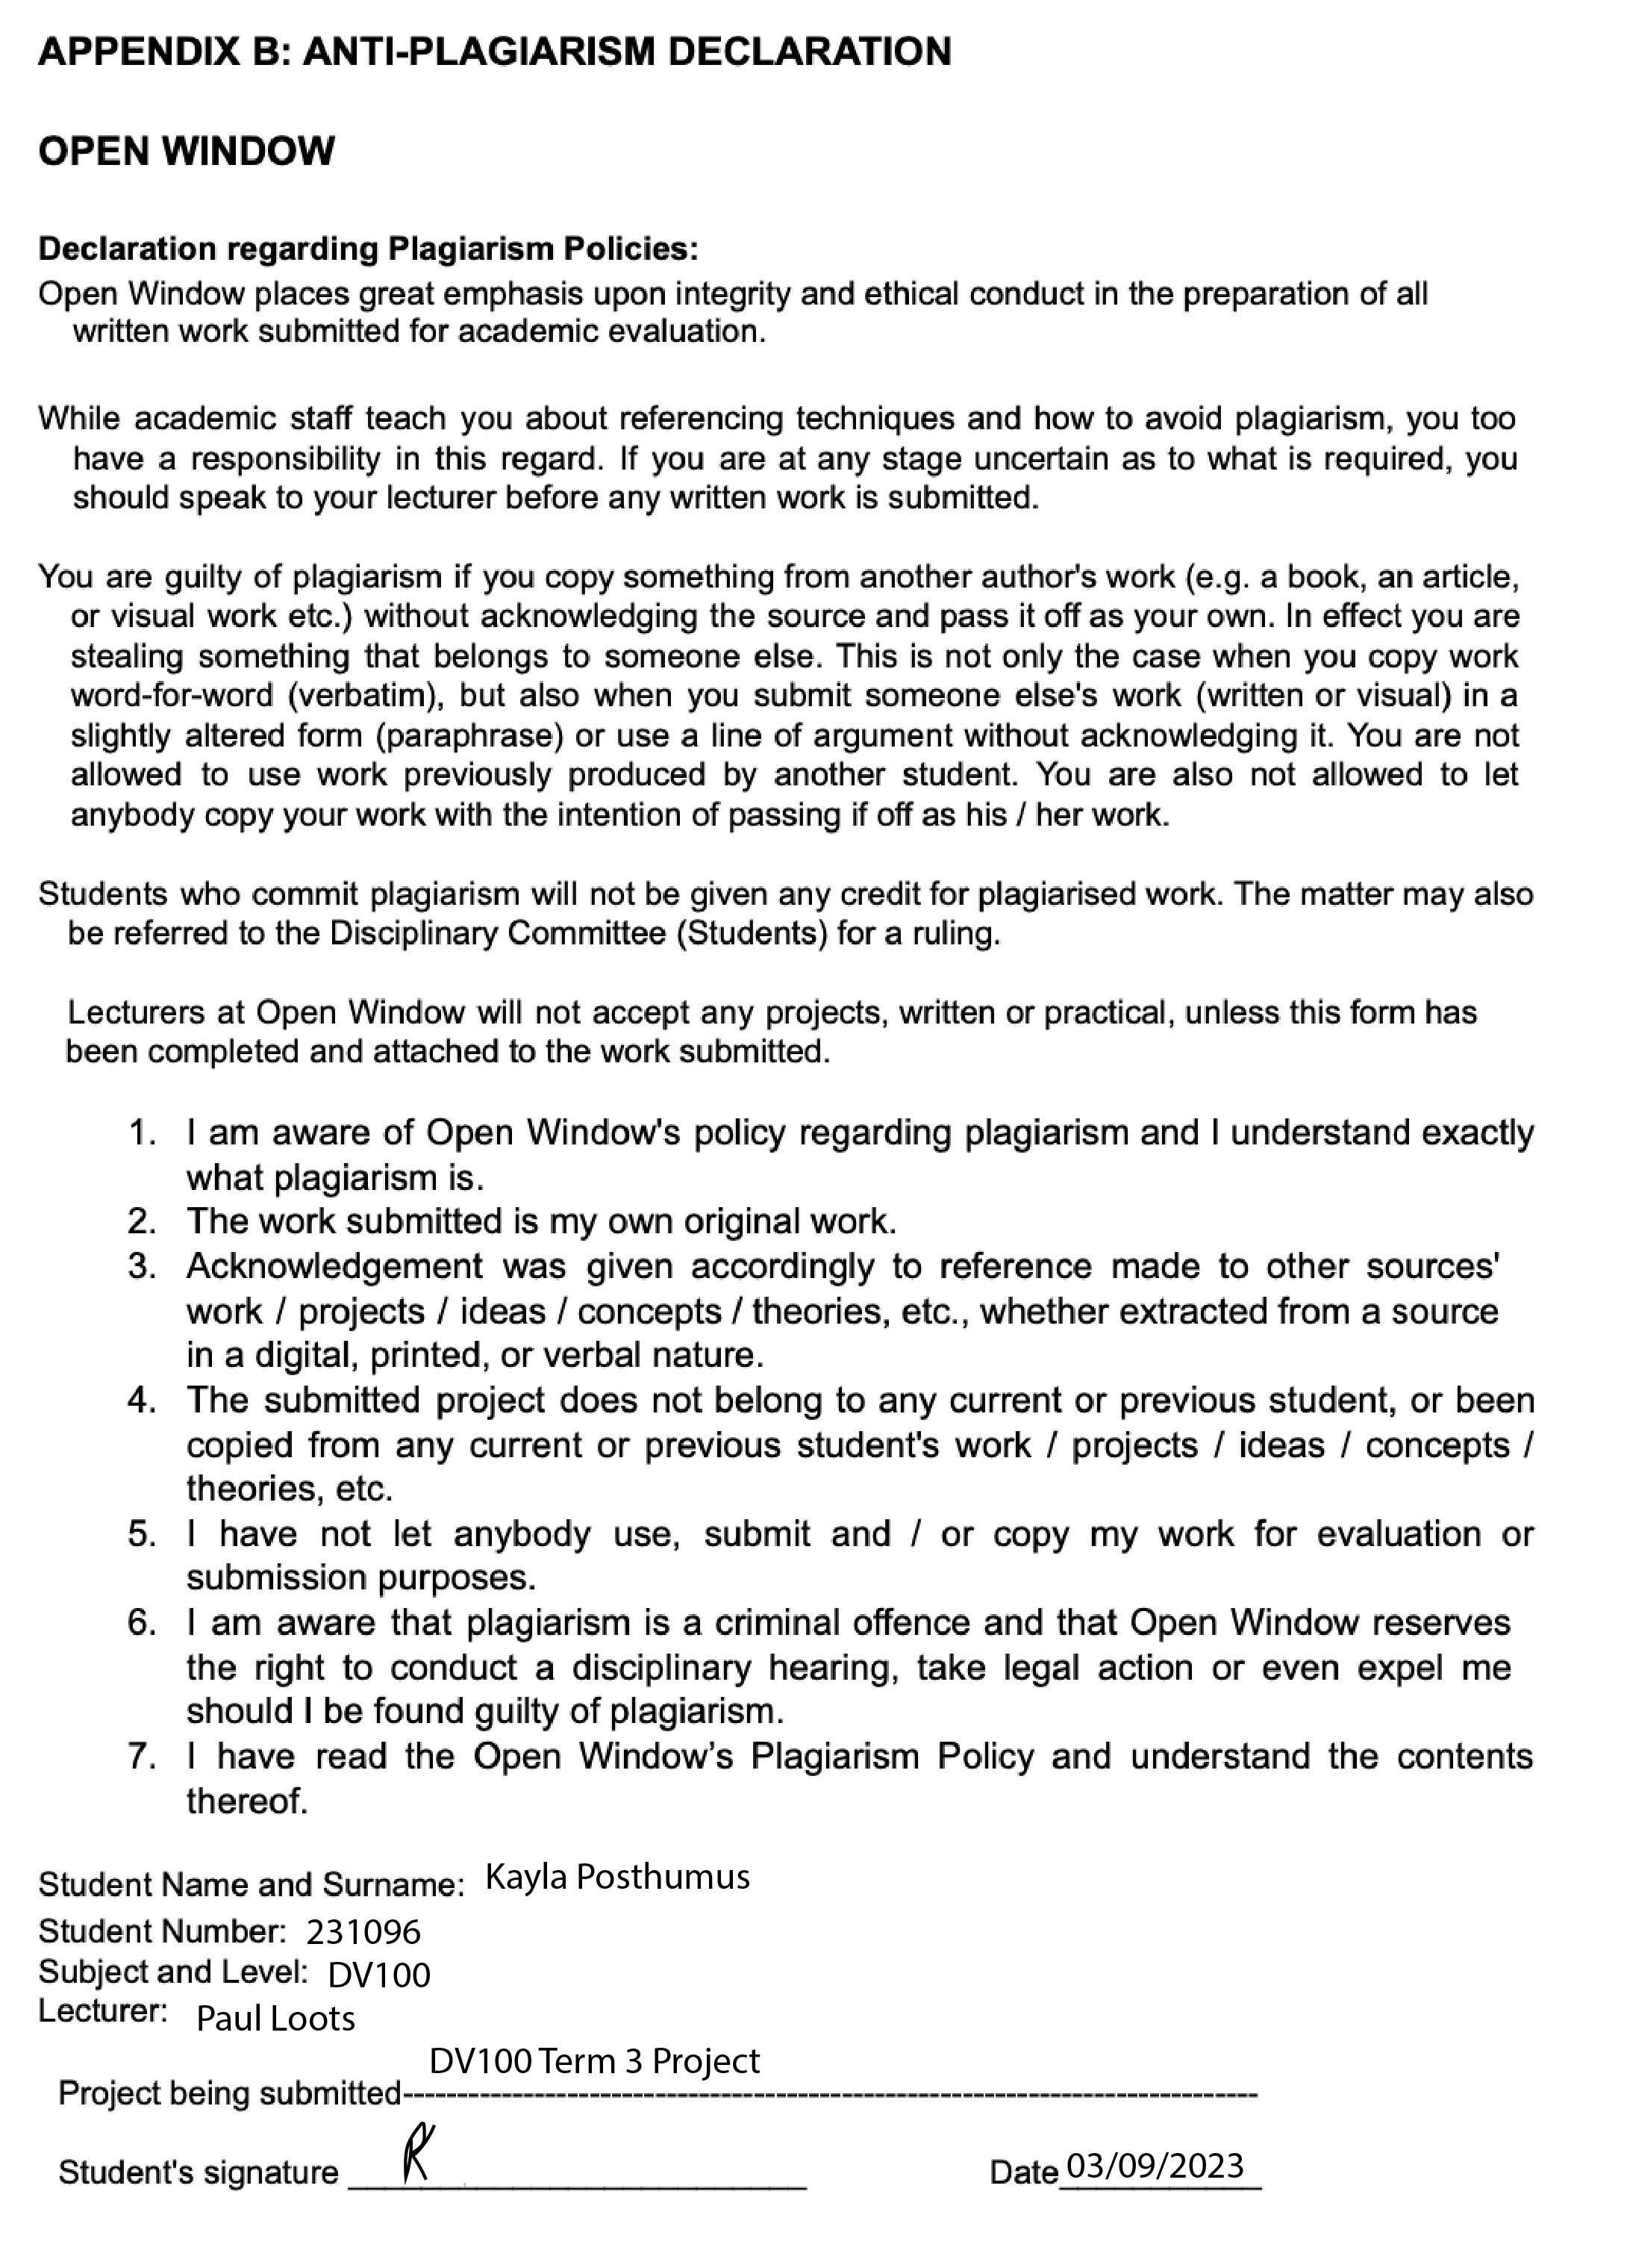 APPENDIX B: ANTI-PLAGIARISM DECLARATION
OPEN WINDOW
Declaration regarding Plagiarism Policies:
Open Window places great emphasis upon integrity and ethical conduct in the preparation of all
written work submitted for academic evaluation.
While academic staff teach you about referencing techniques and how to avoid plagiarism, you too
have a responsibility in this regard. If you are at any stage uncertain as to what is required, you
should speak to your lecturer before any written work is submitted.
You are guilty of plagiarism if you copy something from another author's work (e.g. a book, an article,
or visual work etc.) without acknowledging the source and pass it off as your own. In effect you are
stealing something that belongs to someone else. This is not only the case when you copy work
word-for-word (verbatim), but also when you submit someone else's work (written or visual) in a
slightly altered form (paraphrase) or use a line of argument without acknowledging it. You are not
allowed to use work previously produced by another student. You are also not allowed to let
anybody copy your work with the intention of passing if off as his / her work.
Students who commit plagiarism will not be given any credit for plagiarised work. The matter may also
be referred to the Disciplinary Committee (Students) for a ruling.
Lecturers at Open Window will not accept any projects, written or practical, unless this form has
been completed and attached to the work submitted.
1. I am aware of Open Window's policy regarding plagiarism and I understand exactly
what plagiarism is.
2. The work submitted is my own original work.
3. Acknowledgement was given accordingly to reference made to other sources'
work / projects / ideas / concepts / theories, etc., whether extracted from a source
in a digital, printed, or verbal nature.
4. The submitted project does not belong to any current or previous student, or been
copied from any current or previous student's work / projects / ideas / concepts /
theories, etc.
5. I have not let anybody use, submit and / or copy my work for evaluation or
submission purposes.
6. I am aware that plagiarism is a criminal offence and that Open Window reserves
the right to conduct a disciplinary hearing, take legal action or even expel me
should I be found guilty of plagiarism.
7. I have read the Open Window’s Plagiarism Policy and understand the contents
thereof.
Student Name and Surname: Kayla Posthumus
Student Number: 231096
Subject and Level: DV100
Lecturer: Paul Loots
DV100 Term 3 Project
Project being submitted
Student's signature Date 03/09/2023